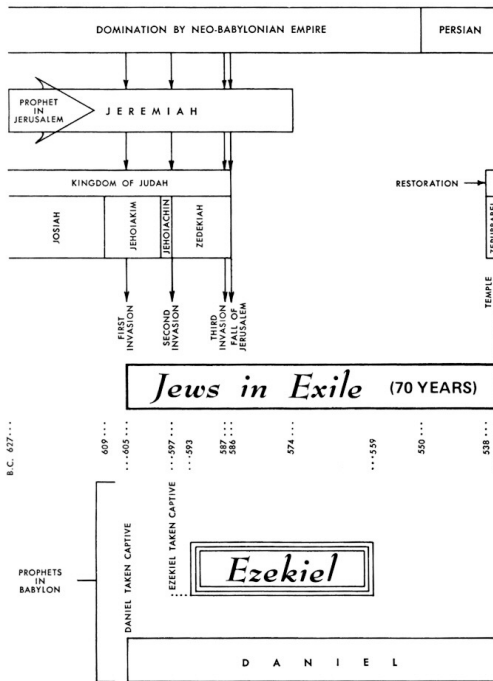 DOMINATION BY NEO-BABYLONIAN EMPIRE
PERSIAN
PROPHET
IN
JERUSALEM
JEREMIAH
KINGDOM OF JUDAH
RESTORATION
JOSIAH
JEHOIAKIM
JEHOIACHIN
ZEDEKIAH
FIRST
INVASION
SECOND
INVASION
THIRD
INVASION
FALL OF
JERUSALEM
TEMPLE
Jews in Exile (70 YEARS)
B.C. 627...
609...
...605...
...597...
...593
587...
586...
574...
...559
550...
538...
PROPHETS
IN
BABYLON
DANIEL TAKEN CAPTIVE
EZEKIEL TAKEN CAPTIVE
Ezekiel
DANIEL